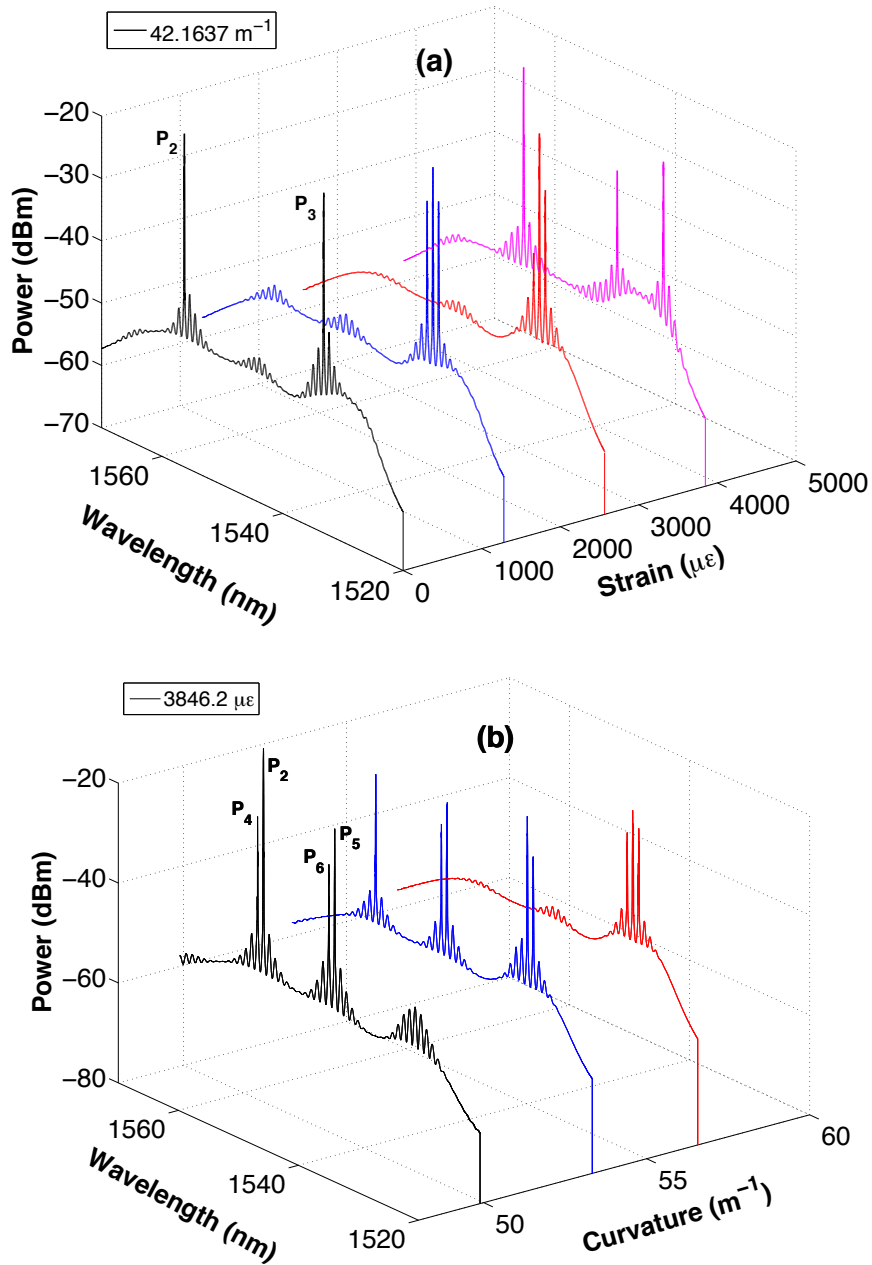 42.1637 m⁻¹
(a)
−20
−30
−40
−50
−60
−70
Power (dBm)
P₂
P₃
1560
1540
1520
Wavelength (nm)
0
1000
2000
3000
4000
5000
Strain (με)
3846.2 με
(b)
−20
−40
−60
−80
Power (dBm)
P₂
P₄
P₅
P₆
1560
1540
1520
Wavelength (nm)
50
55
60
Curvature (m⁻¹)